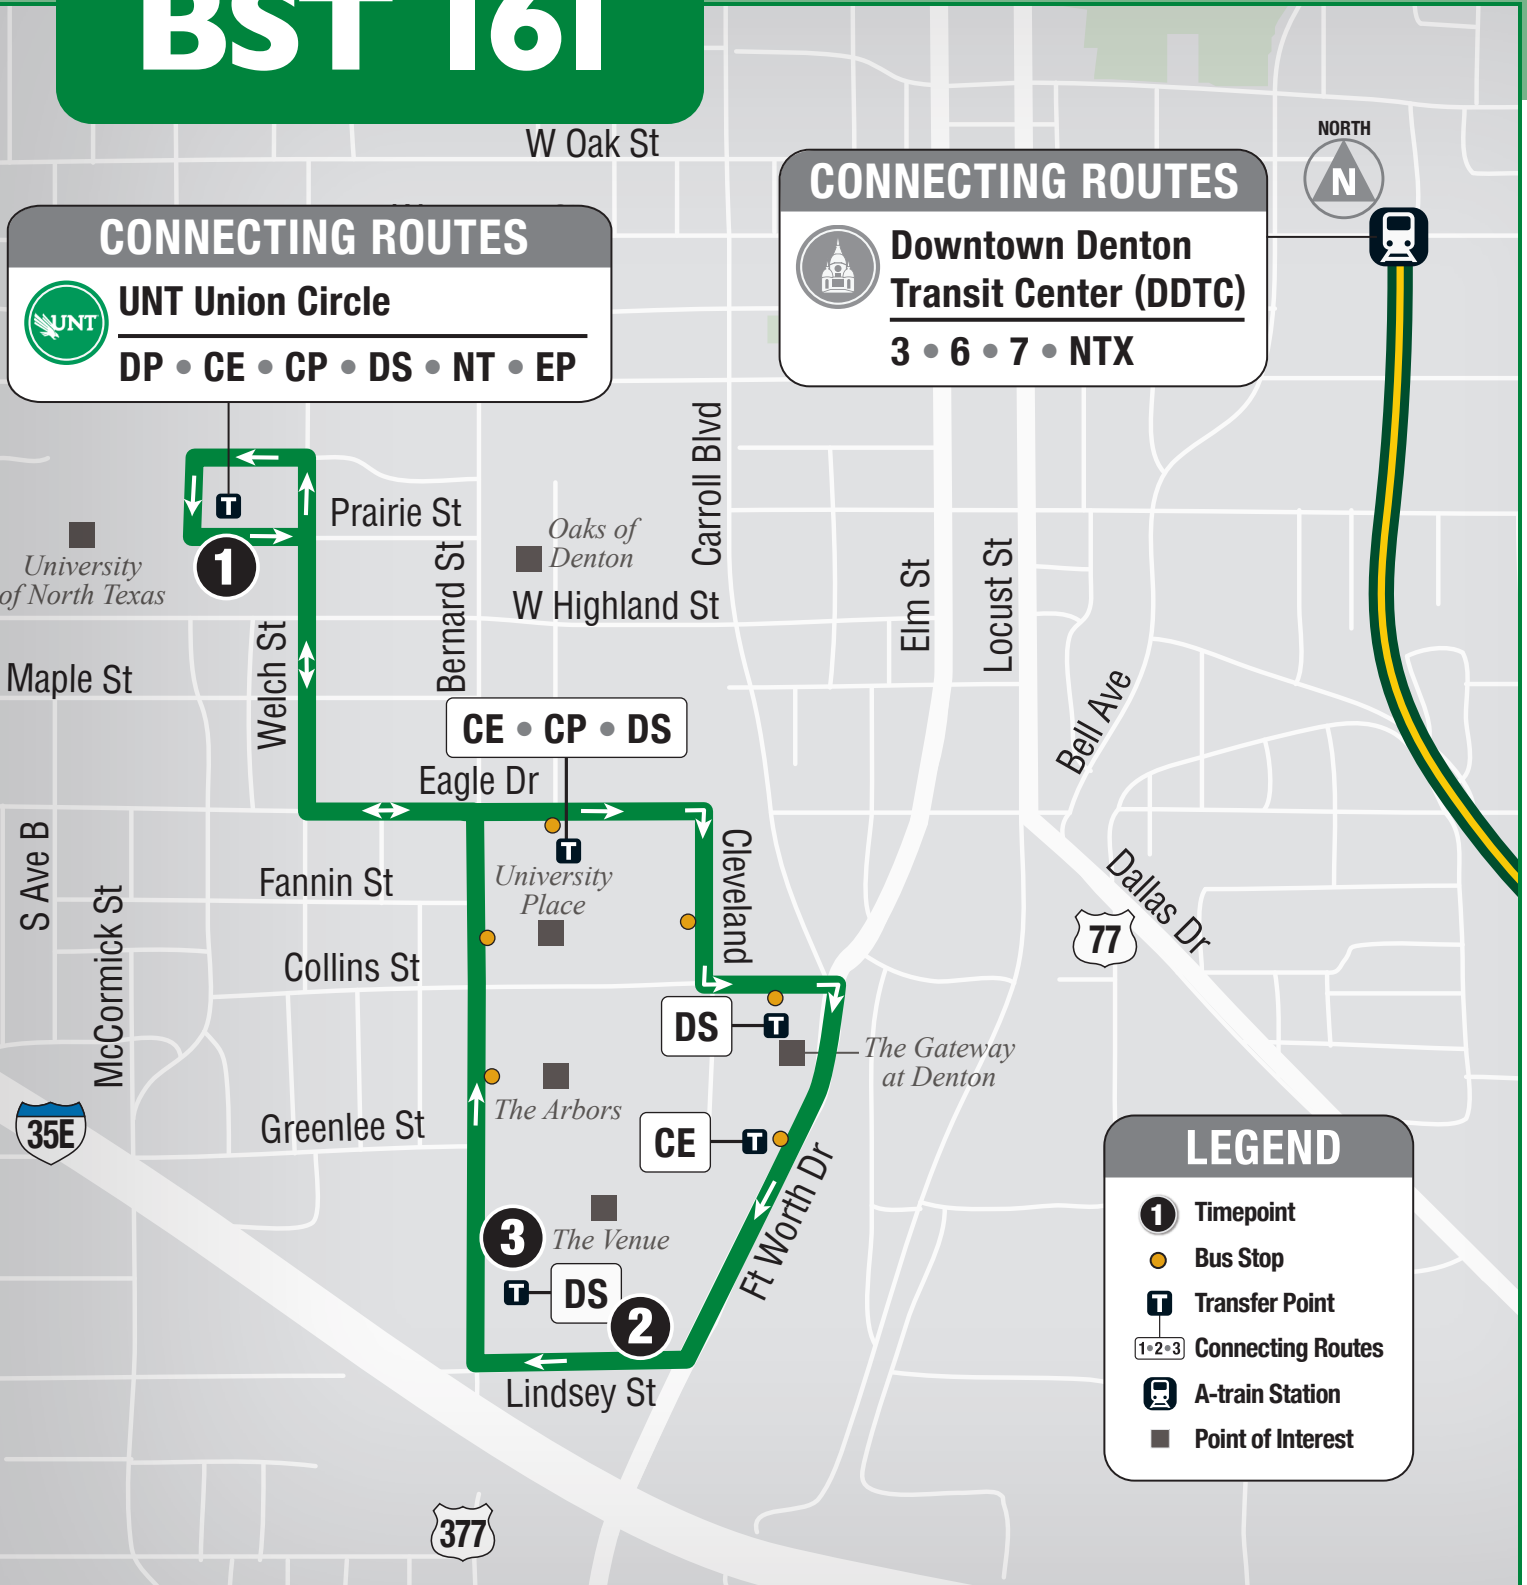 BST 161
W Oak St
NORTH
N
CONNECTING ROUTES
UNT
UNT Union Circle
DP • CE • CP • DS • NT • EP
CONNECTING ROUTES
Downtown Denton
Transit Center (DDTC)
3 • 6 • 7 • NTX
T
1
University
of North Texas
Prairie St
Oaks of
Denton
W Highland St
Carroll Blvd
Bernard St
Elm St
Locust St
Welch St
Maple St
Bell Ave
CE • CP • DS
Eagle Dr
T
University
Place
Cleveland
S Ave B
McCormick St
Fannin St
Collins St
Dallas Dr
77
DS
T
The Gateway
at Denton
The Arbors
Greenlee St
35E
CE
T
Ft Worth Dr
3
The Venue
T
DS
2
Lindsey St
377
LEGEND
1 Timepoint
Bus Stop
T Transfer Point
1•2•3 Connecting Routes
A-train Station
Point of Interest